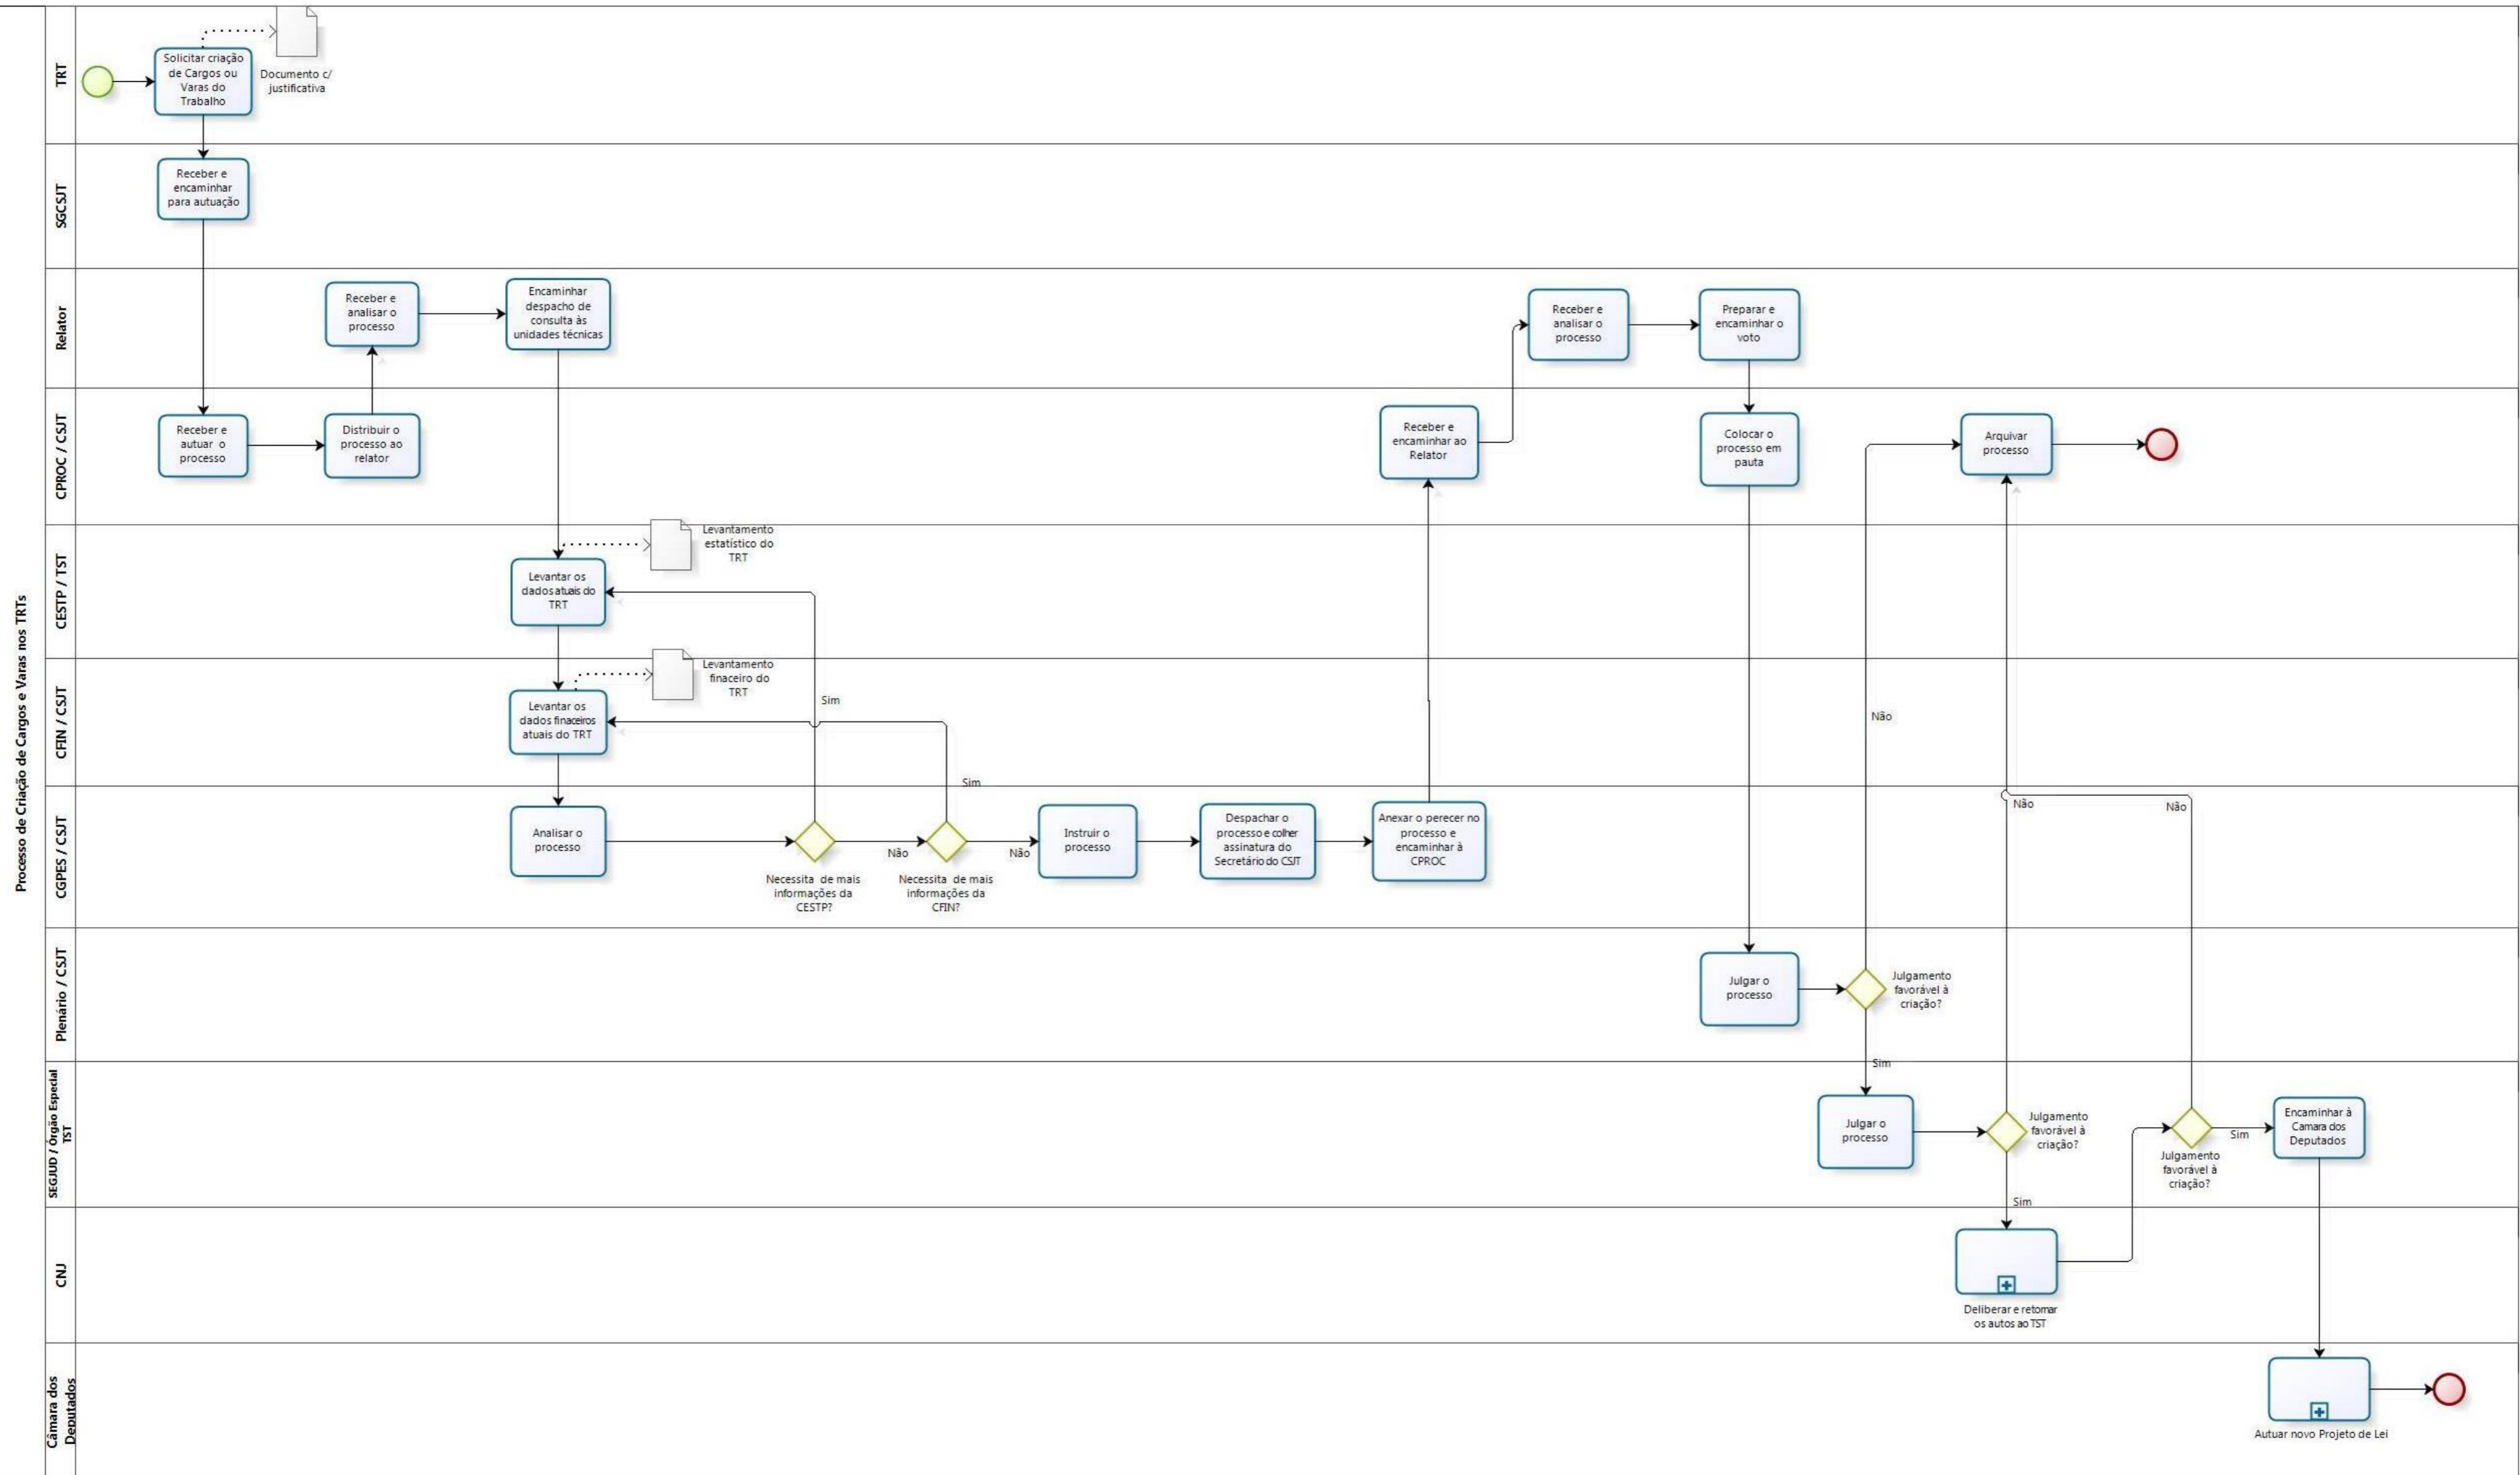 Processo de Criação de Cargos e Varas nos TRTs
TRT
Solicitar criação
de Cargos ou
Varas do
Trabalho
Documento c/
justificativa
SGCSJT
Receber e
encaminhar
para autuação
Relator
Receber e
analisar o
processo
Encaminhar
despacho de
consulta às
unidades técnicas
Receber e
analisar o
processo
Preparar e
encaminhar o
voto
CPROC / CSJT
Receber e
autuar o
processo
Distribuir o
processo ao
relator
Receber e
encaminhar ao
Relator
Colocar o
processo em
pauta
Arquivar
processo
CESTP / TST
Levantamento
estatístico do
TRT
Levantar os
dados atuais do
TRT
CFIN / CSJT
Levantamento
finaceiro do
TRT
Levantar os
dados finaceiros
atuais do TRT
Sim
Não
Sim
CGPES / CSJT
Analisar o
processo
Necessita de mais
informações da
CESTP?
Não
Necessita de mais
informações da
CFIN?
Não
Instruir o
processo
Despachar o
processo e colher
assinatura do
Secretário do CSJT
Anexar o perecer no
processo e
encaminhar à
CPROC
Não
Não
Plenário / CSJT
Julgar o
processo
Julgamento
favorável à
criação?
Sim
SEGJUD / Órgão Especial
TST
Julgar o
processo
Julgamento
favorável à
criação?
Sim
Julgamento
favorável à
criação?
Sim
Encaminhar à
Camara dos
Deputados
CNJ
Deliberar e retornar
os autos ao TST
Câmara dos
Deputados
Autuar novo Projeto de Lei